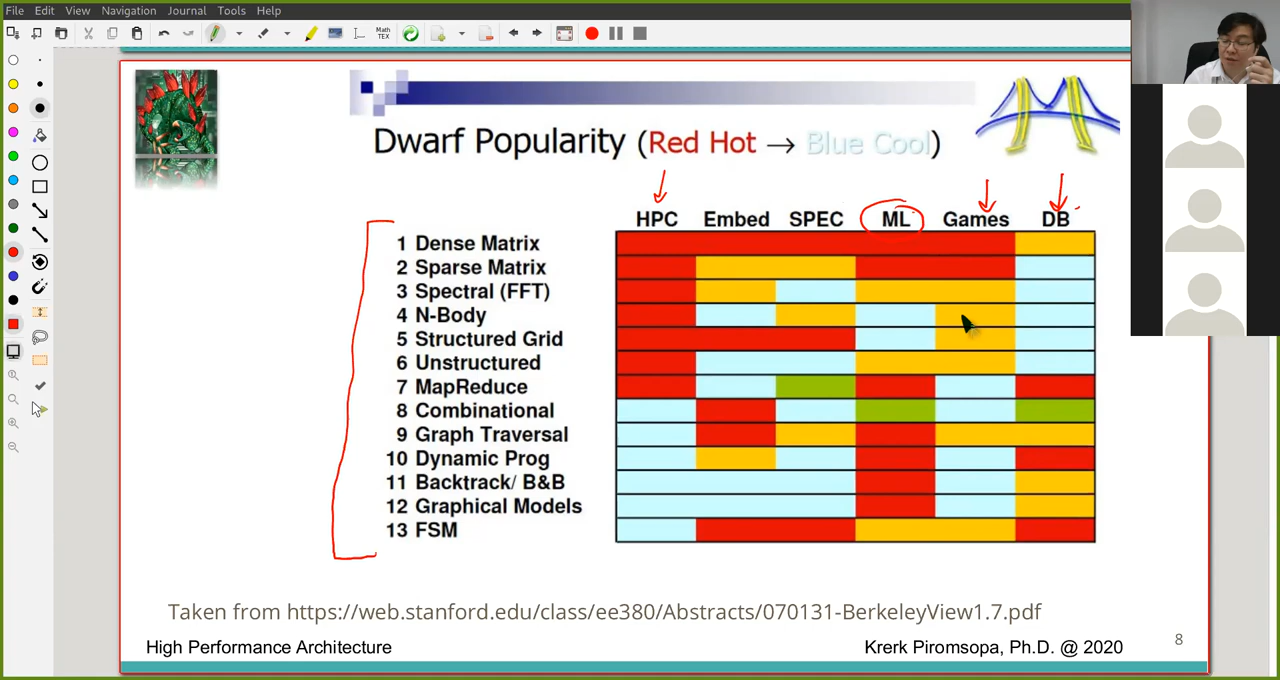 File Edit View Navigation Journal Tools Help
Math
TEX
Dwarf Popularity (Red Hot → Blue Cool)
HPC Embed SPEC ML Games DB
1 Dense Matrix
2 Sparse Matrix
3 Spectral (FFT)
4 N-Body
5 Structured Grid
6 Unstructured
7 MapReduce
8 Combinational
9 Graph Traversal
10 Dynamic Prog
11 Backtrack/ B&B
12 Graphical Models
13 FSM
Taken from https://web.stanford.edu/class/ee380/Abstracts/070131-BerkeleyView1.7.pdf
High Performance Architecture
Krerk Piromsopa, Ph.D. @ 2020
8